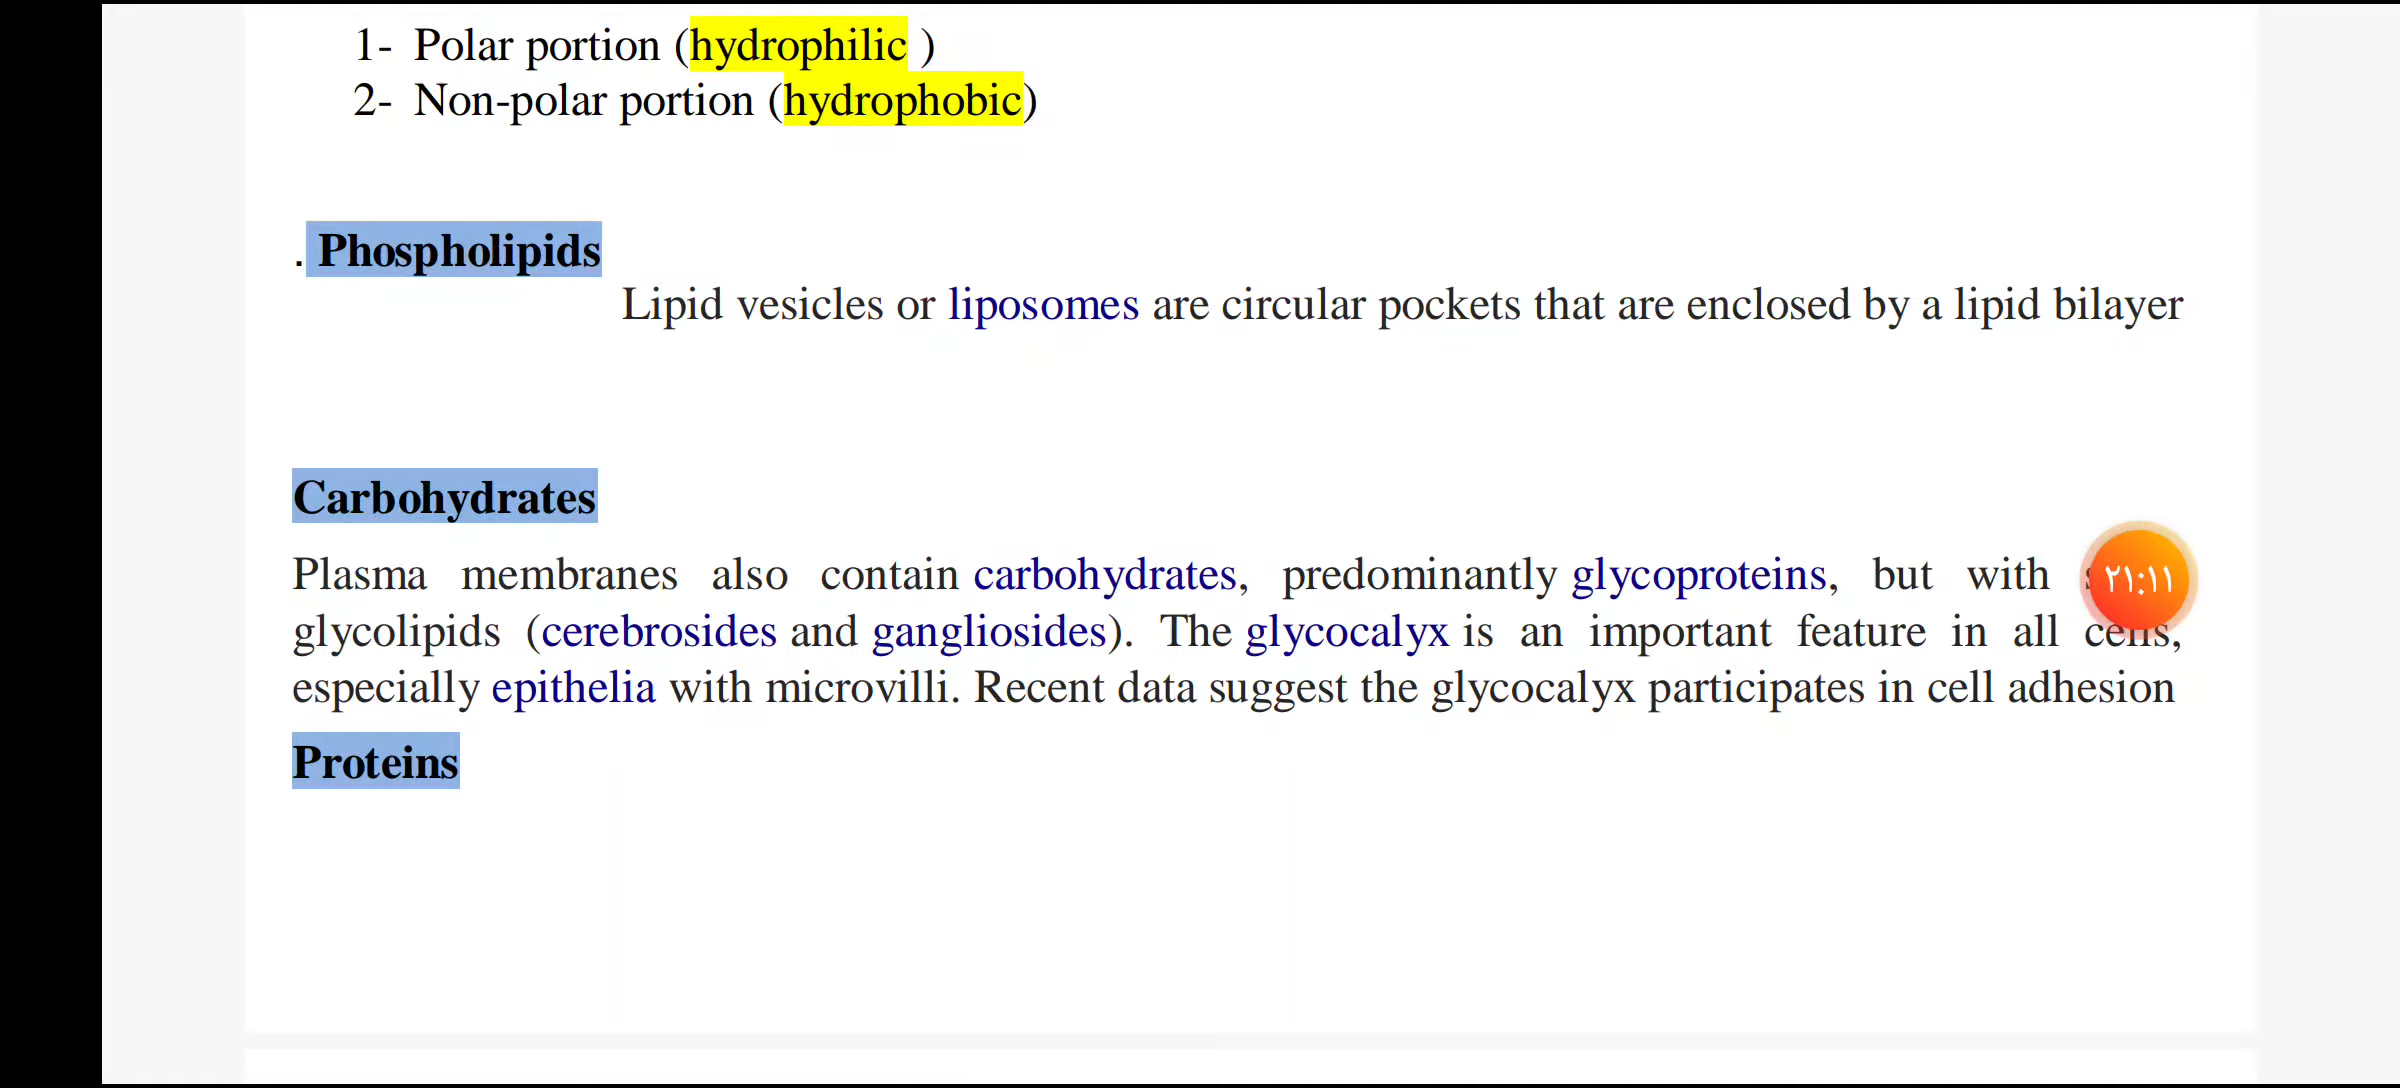 1- Polar portion (hydrophilic )
2- Non-polar portion (hydrophobic)
. Phospholipids
Lipid vesicles or liposomes are circular pockets that are enclosed by a lipid bilayer
Carbohydrates
Plasma membranes also contain carbohydrates, predominantly glycoproteins, but with
٢١:١١
glycolipids (cerebrosides and gangliosides). The glycocalyx is an important feature in all cells,
especially epithelia with microvilli. Recent data suggest the glycocalyx participates in cell adhesion
Proteins